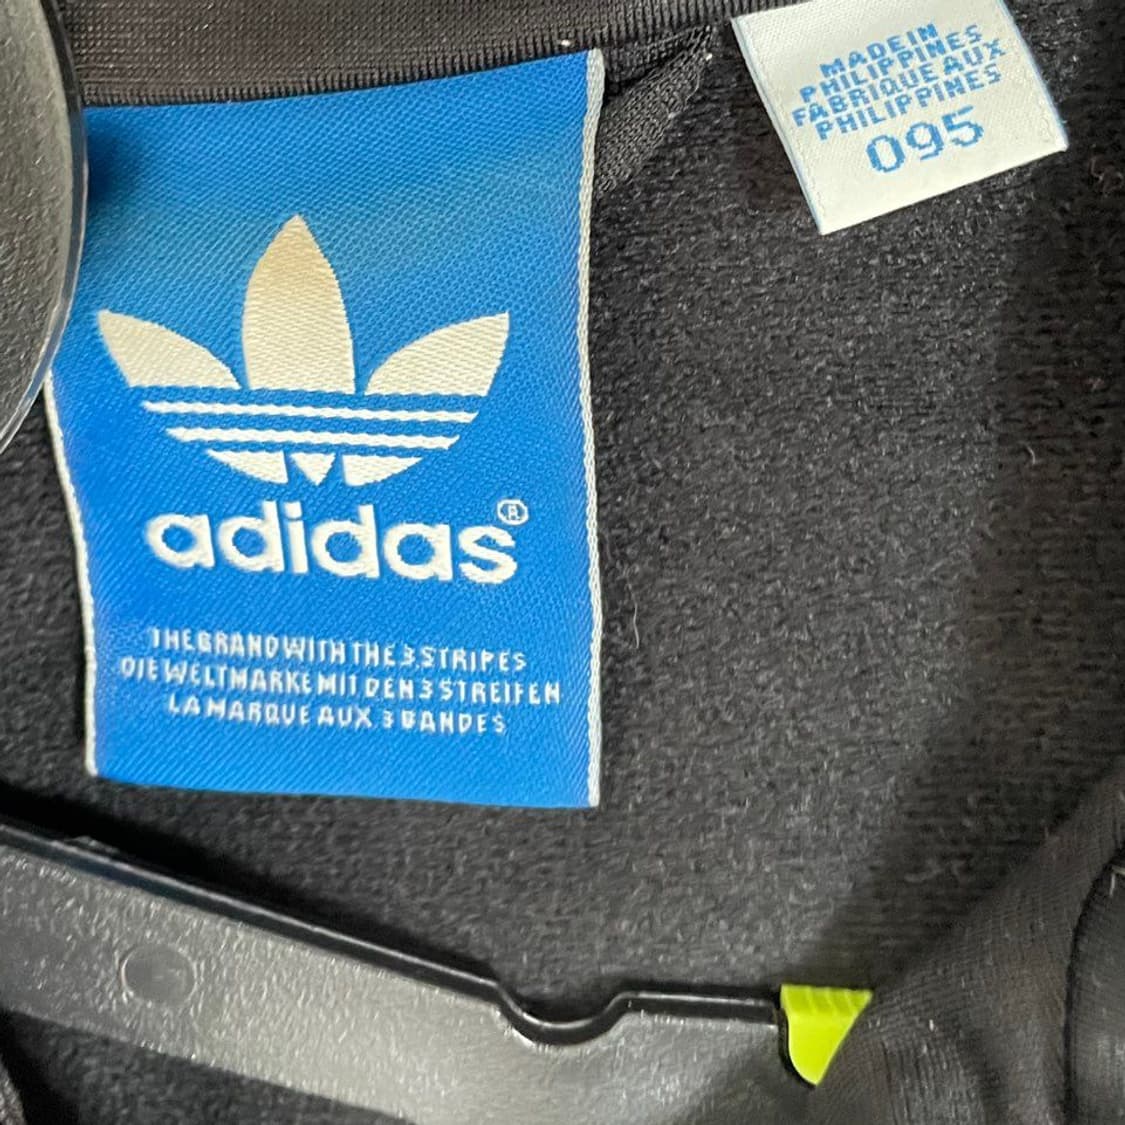 MADE IN
PHILIPPINES
FABRIQUE AUX
PHILIPPINES
095
adidas®
THE BRAND WITH THE 3 STRIPES
DIE WELTMARKE MIT DEN 3 STREIFEN
LA MARQUE AUX 3 BANDES